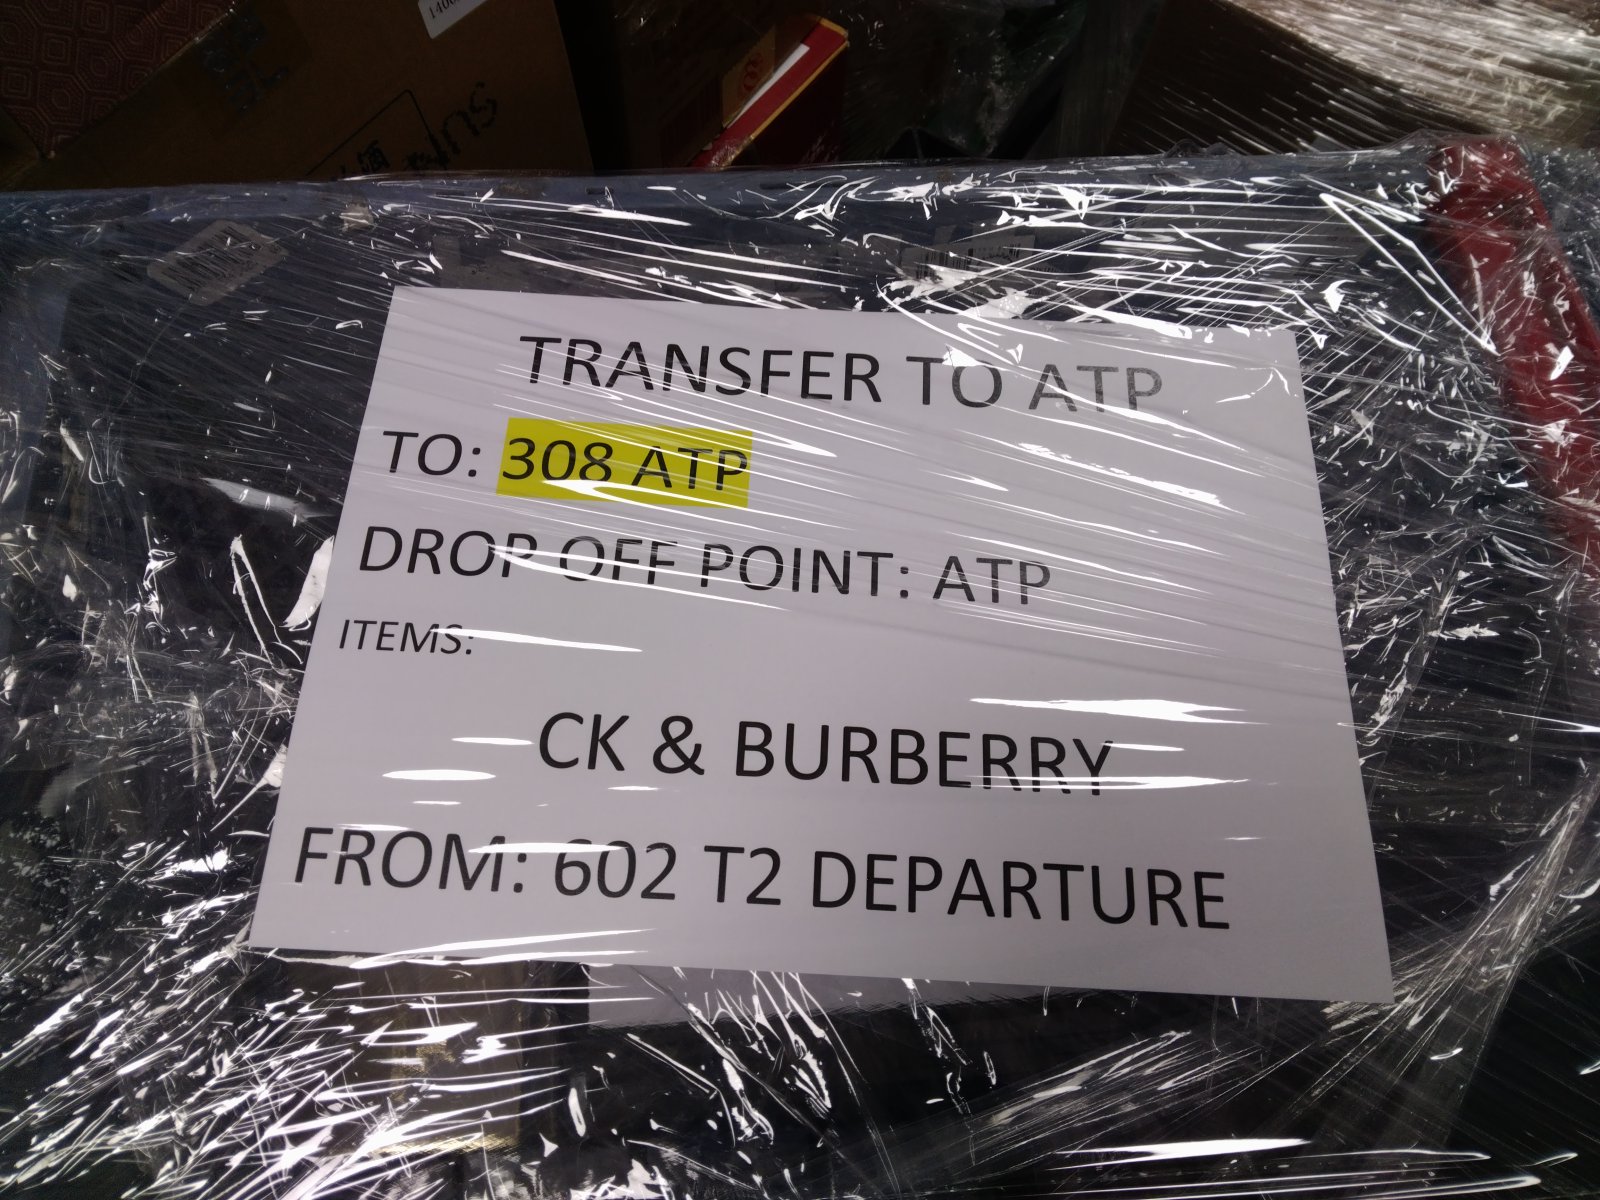 TRANSFER TO ATP
TO: 308 ATP
DROP OFF POINT: ATP
ITEMS:
CK & BURBERRY
FROM: 602 T2 DEPARTURE